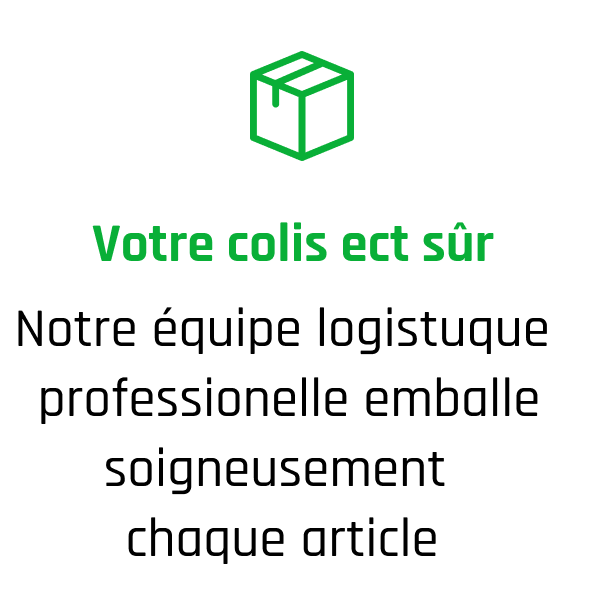 Votre colis ect sûr
Notre équipe logistuque
professionelle emballe
soigneusement
chaque article